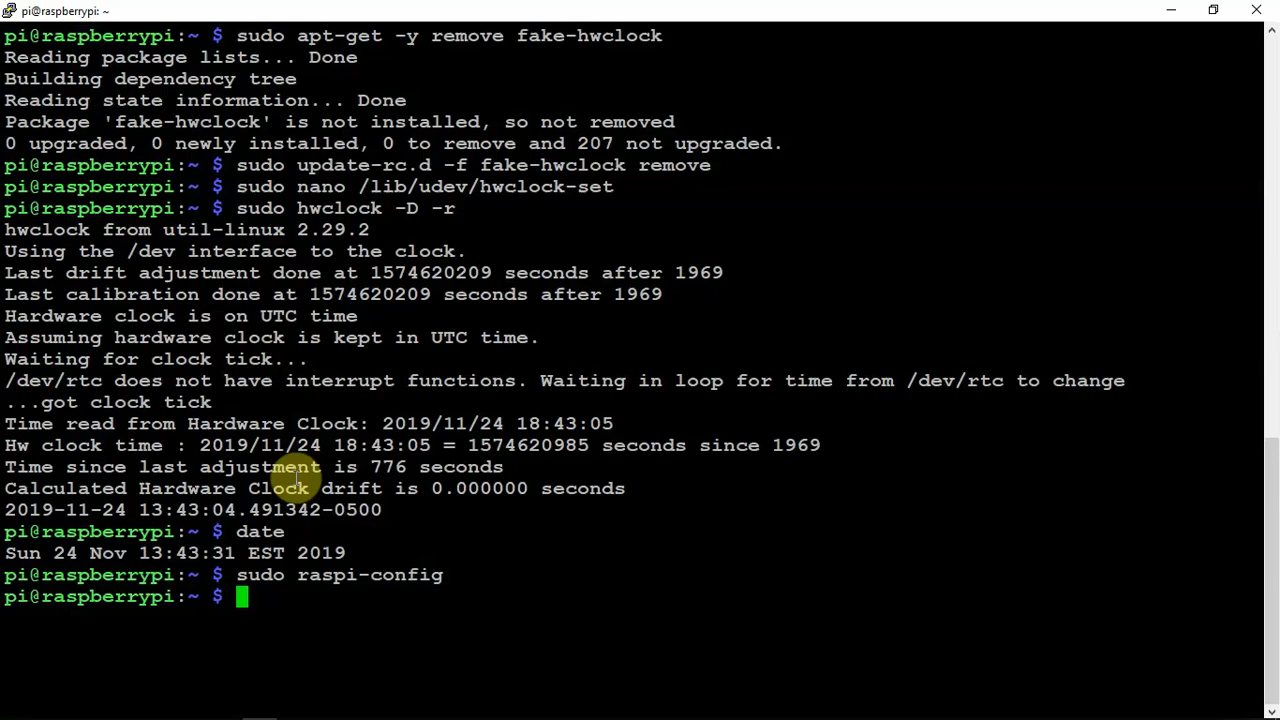 pi@raspberrypi: ~
pi@raspberrypi:~ $ sudo apt-get -y remove fake-hwclock
Reading package lists... Done
Building dependency tree
Reading state information... Done
Package 'fake-hwclock' is not installed, so not removed
0 upgraded, 0 newly installed, 0 to remove and 207 not upgraded.
pi@raspberrypi:~ $ sudo update-rc.d -f fake-hwclock remove
pi@raspberrypi:~ $ sudo nano /lib/udev/hwclock-set
pi@raspberrypi:~ $ sudo hwclock -D -r
hwclock from util-linux 2.29.2
Using the /dev interface to the clock.
Last drift adjustment done at 1574620209 seconds after 1969
Last calibration done at 1574620209 seconds after 1969
Hardware clock is on UTC time
Assuming hardware clock is kept in UTC time.
Waiting for clock tick...
/dev/rtc does not have interrupt functions. Waiting in loop for time from /dev/rtc to change
...got clock tick
Time read from Hardware Clock: 2019/11/24 18:43:05
Hw clock time : 2019/11/24 18:43:05 = 1574620985 seconds since 1969
Time since last adjustment is 776 seconds
Calculated Hardware Clock drift is 0.000000 seconds
2019-11-24 13:43:04.491342-0500
pi@raspberrypi:~ $ date
Sun 24 Nov 13:43:31 EST 2019
pi@raspberrypi:~ $ sudo raspi-config
pi@raspberrypi:~ $